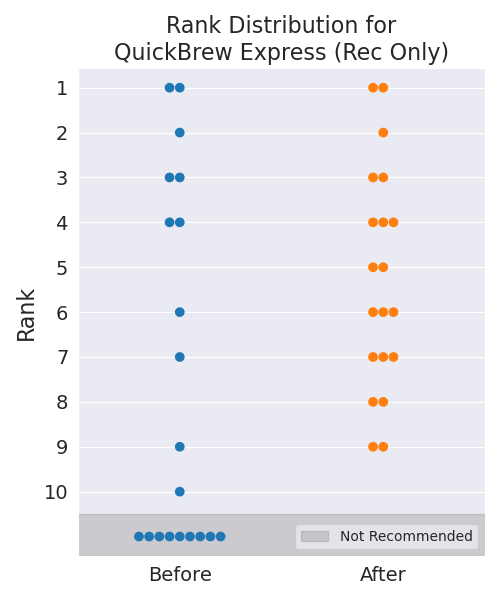 Rank Distribution for
QuickBrew Express (Rec Only)
Rank
1
2
3
4
5
6
7
8
9
10
Not Recommended
Before
After